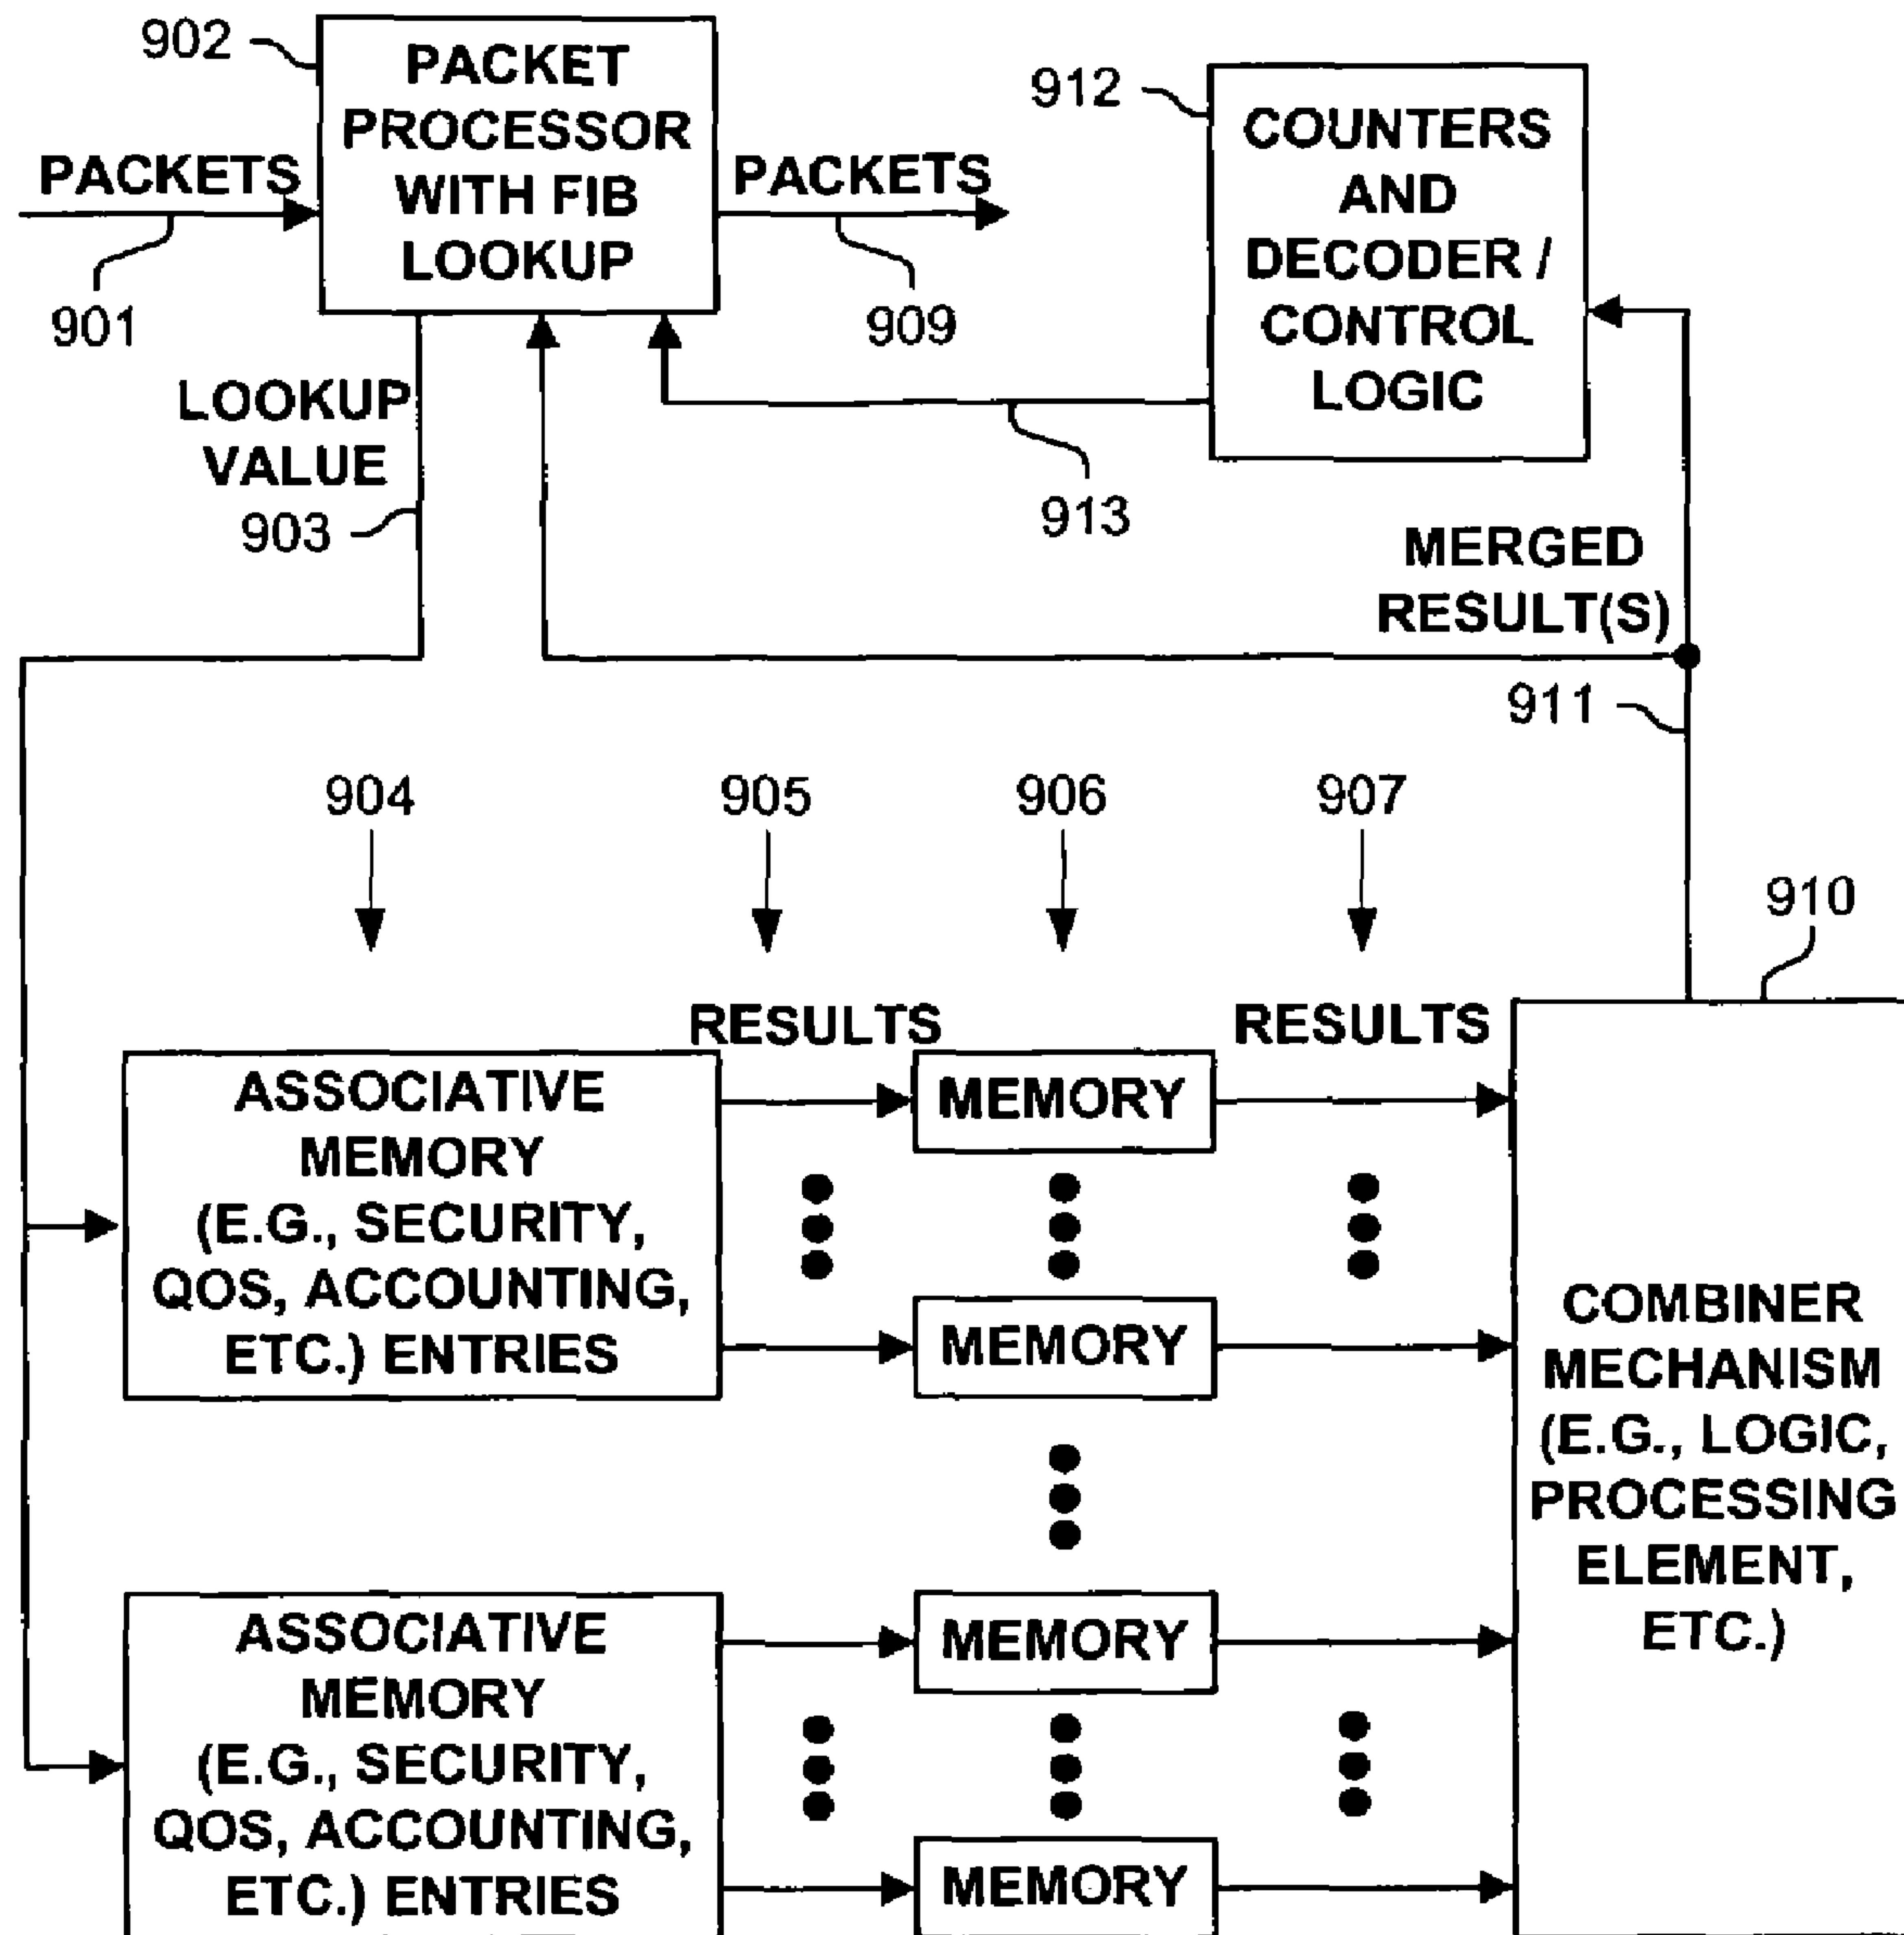 902
PACKET
PROCESSOR
WITH FIB
LOOKUP
PACKETS
901
PACKETS
909
912
COUNTERS
AND
DECODER /
CONTROL
LOGIC
LOOKUP
VALUE
903
913
MERGED
RESULT(S)
911
904
905
906
907
910
RESULTS
RESULTS
ASSOCIATIVE
MEMORY
(E.G., SECURITY,
QOS, ACCOUNTING,
ETC.) ENTRIES
MEMORY
MEMORY
COMBINER
MECHANISM
(E.G., LOGIC,
PROCESSING
ELEMENT,
ETC.)
ASSOCIATIVE
MEMORY
(E.G., SECURITY,
QOS, ACCOUNTING,
ETC.) ENTRIES
MEMORY
MEMORY